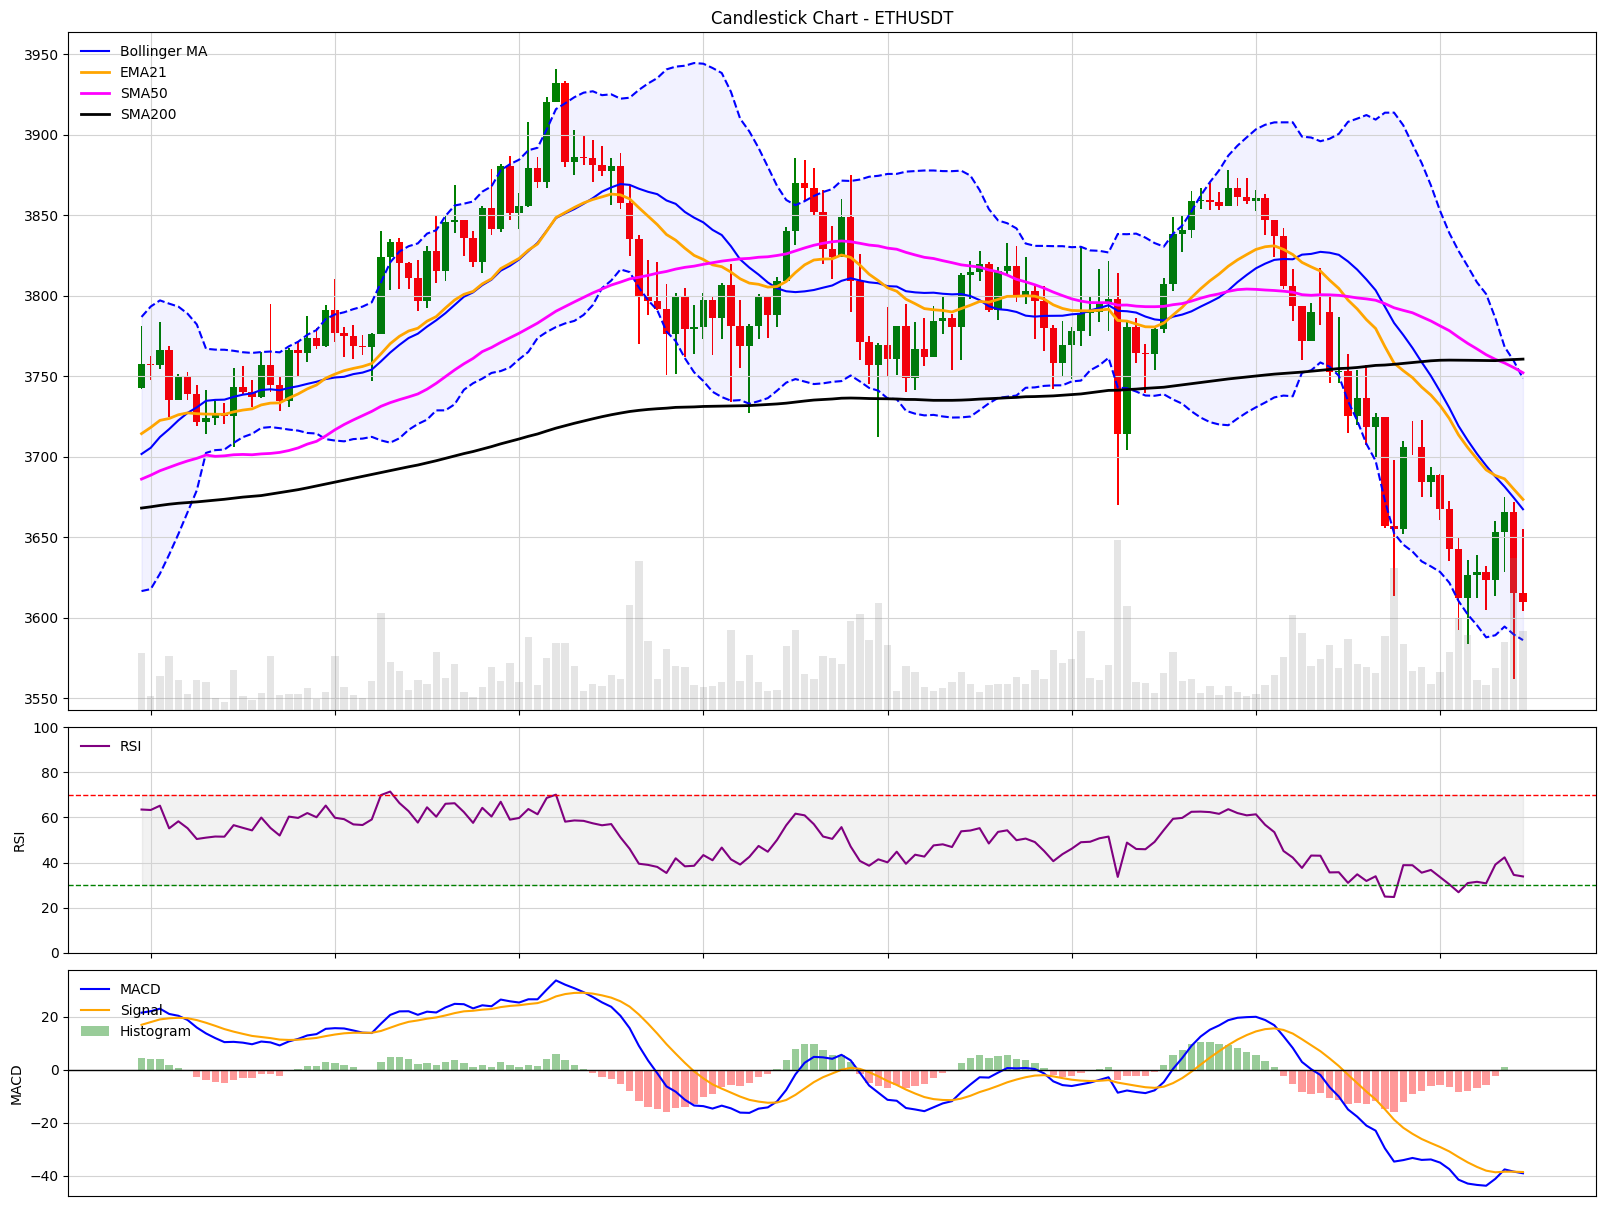 Candlestick Chart - ETHUSDT
Bollinger MA
EMA21
SMA50
SMA200
3950
3900
3850
3800
3750
3700
3650
3600
3550
RSI
RSI
100
80
60
40
20
0
MACD
Signal
Histogram
MACD
20
0
−20
−40